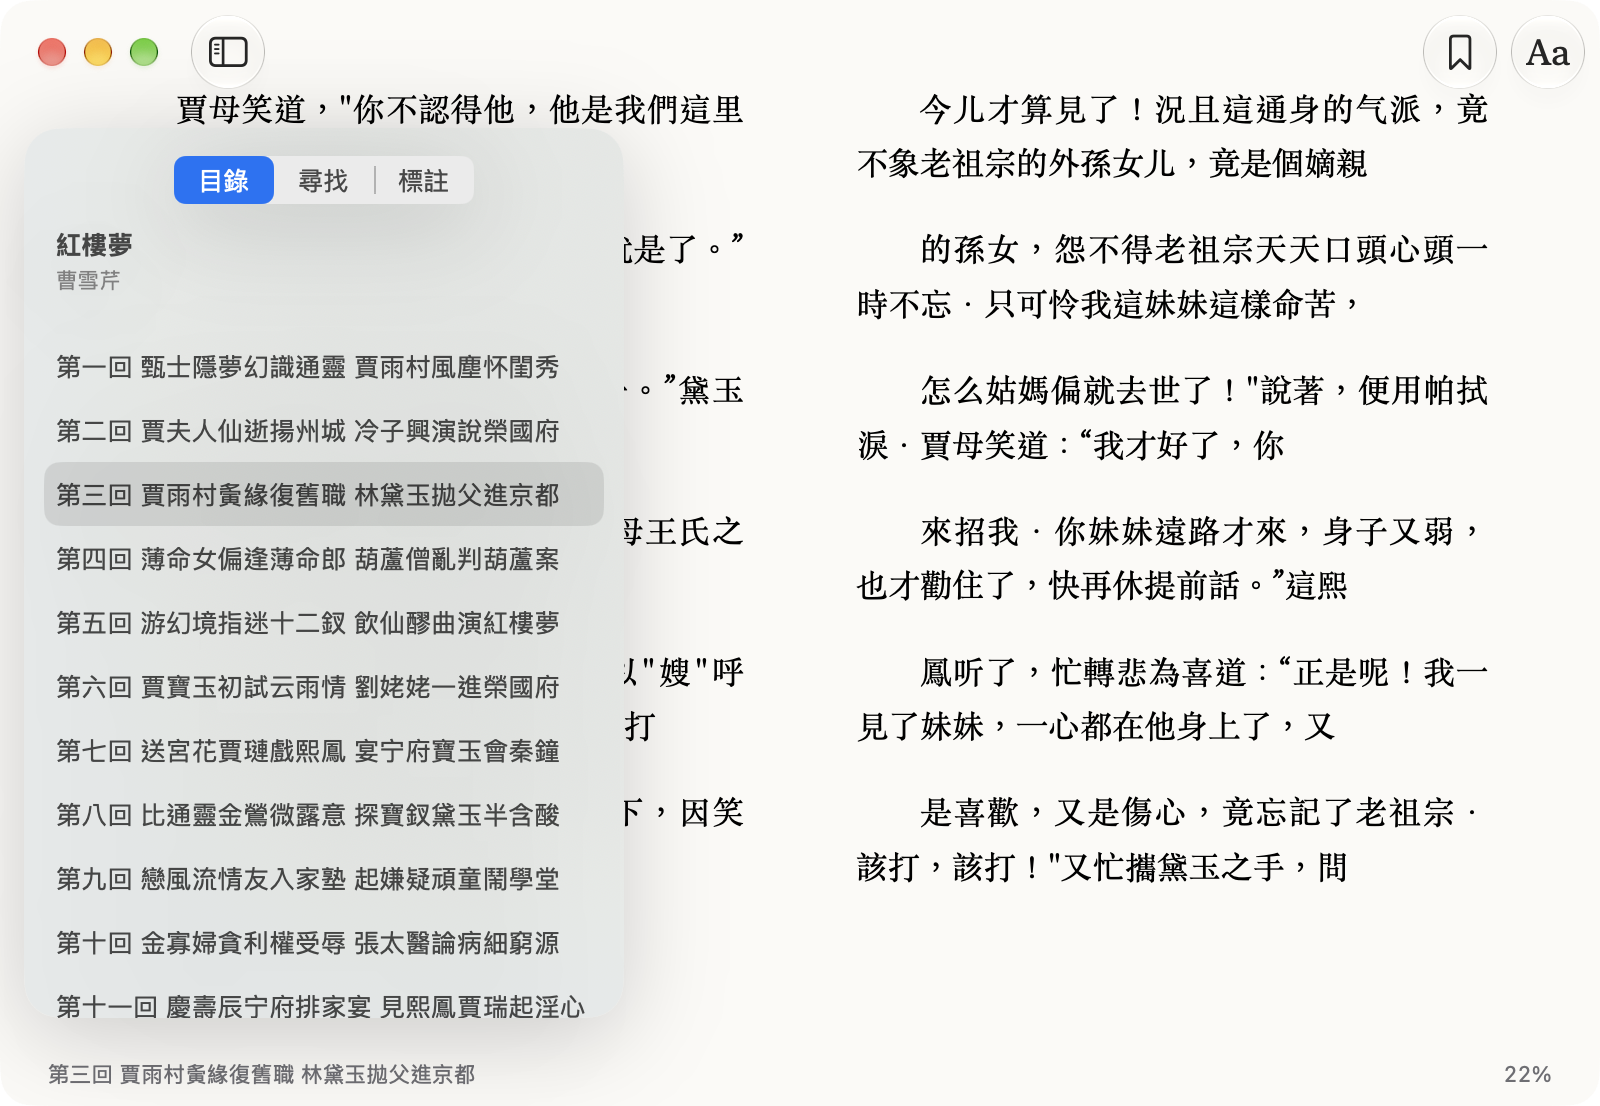 Aa
目錄
尋找
標註
紅樓夢
曹雪芹
第一回 甄士隱夢幻識通靈 賈雨村風塵怀閨秀
第二回 賈夫人仙逝揚州城 冷子興演說榮國府
第三回 賈雨村夤緣復舊職 林黛玉拋父進京都
第四回 薄命女偏逢薄命郎 葫蘆僧亂判葫蘆案
第五回 游幻境指迷十二釵 飲仙醪曲演紅樓夢
第六回 賈寶玉初試云雨情 劉姥姥一進榮國府
第七回 送宮花賈璉戲熙鳳 宴宁府寶玉會秦鐘
第八回 比通靈金鶯微露意 探寶釵黛玉半含酸
第九回 戀風流情友入家塾 起嫌疑頑童鬧學堂
第十回 金寡婦貪利權受辱 張太醫論病細窮源
第十一回 慶壽辰宁府排家宴 見熙鳳賈瑞起淫心
賈母笑道，"你不認得他，他是我們這里
是了。”
。”黛玉
母王氏之
以"嫂"呼
打
下，因笑
今儿才算見了！況且這通身的气派，竟
不象老祖宗的外孫女儿，竟是個嫡親
的孫女，怨不得老祖宗天天口頭心頭一
時不忘．只可怜我這妹妹這樣命苦，
怎么姑媽偏就去世了！"說著，便用帕拭
淚．賈母笑道：“我才好了，你
來招我．你妹妹遠路才來，身子又弱，
也才勸住了，快再休提前話。”這熙
鳳听了，忙轉悲為喜道：“正是呢！我一
見了妹妹，一心都在他身上了，又
是喜歡，又是傷心，竟忘記了老祖宗．
該打，該打！"又忙攜黛玉之手，問
第三回 賈雨村夤緣復舊職 林黛玉拋父進京都
22%